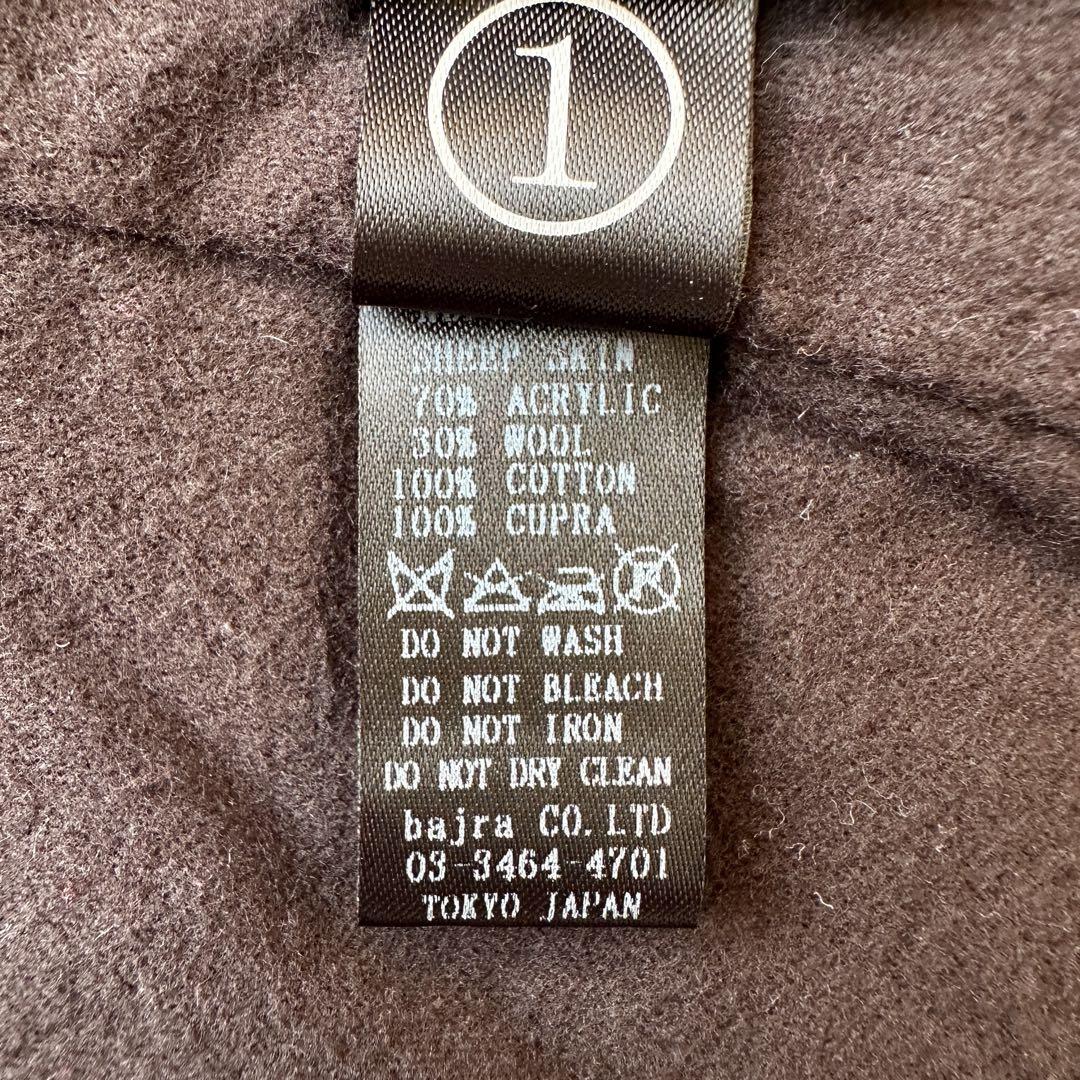 1
SHEEP SKIN
70% ACRYLIC
30% WOOL
100% COTTON
100% CUPRA
DO NOT WASH
DO NOT BLEACH
DO NOT IRON
DO NOT DRY CLEAN
bajra CO. LTD
03-3464-4701
TOKYO JAPAN